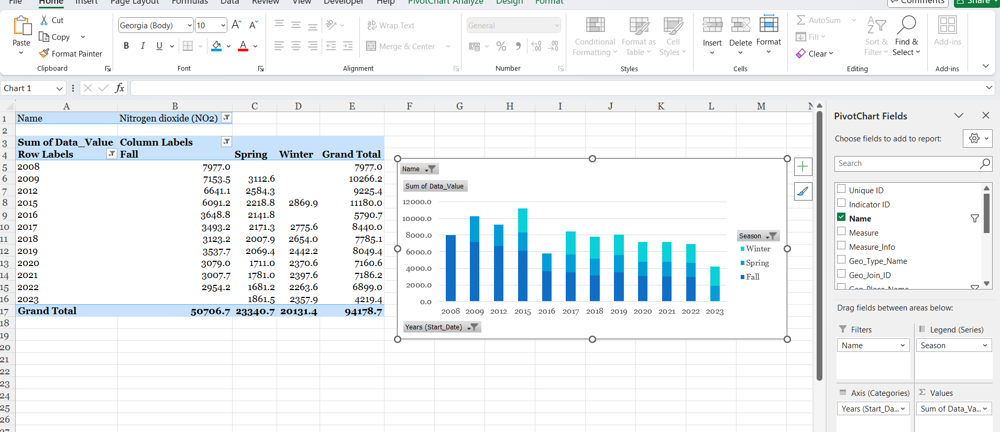 File Home Insert Page Layout Formulas Data Review View Developer Help PivotChart Analyze Design Format Comments Share
Paste
Cut
Copy
Format Painter
Clipboard
Georgia (Body) 10 A A
B I U A
Font
ab Wrap Text
Merge & Center
Alignment
General
% .00
Number
Conditional Formatting
Format as Table
Cell Styles
Styles
Insert Delete Format
Cells
AutoSum
Fill
Clear
Sort & Filter
Find & Select
Editing
Add-ins
Add-ins
Chart 1 fx
A B C D E F G H I J K L M N
1 Name Nitrogen dioxide (NO2)
2
3 Sum of Data_Value Column Labels
4 Row Labels Fall Spring Winter Grand Total
5 2008 7977.0 7977.0
6 2009 7153.5 3112.6 10266.2
7 2012 6641.1 2584.3 9225.4
8 2015 6091.2 2218.8 2869.9 11180.0
9 2016 3648.8 2141.8 5790.7
10 2017 3493.2 2171.3 2775.6 8440.0
11 2018 3123.2 2007.9 2654.0 7785.1
12 2019 3537.7 2069.4 2442.2 8049.4
13 2020 3079.0 1711.0 2370.6 7160.6
14 2021 3007.7 1781.0 2397.6 7186.2
15 2022 2954.2 1681.2 2263.6 6899.0
16 2023 1861.5 2357.9 4219.4
17 Grand Total 50706.7 23340.7 20131.4 94178.7
18
19
20
21
22
23
24
25
26
27
Name
Sum of Data_Value
12000.0
10000.0
8000.0
6000.0
4000.0
2000.0
0.0
2008 2009 2012 2015 2016 2017 2018 2019 2020 2021 2022 2023
Years (Start_Date)
Season
Winter
Spring
Fall
PivotChart Fields
Choose fields to add to report:
Search
Unique ID
Indicator ID
Name
Measure
Measure_Info
Geo_Type_Name
Geo_Join_ID
Geo_Place_Name
Drag fields between areas below:
Filters
Name
Legend (Series)
Season
Axis (Categories)
Years (Start_Da...
Σ Values
Sum of Data_Va...